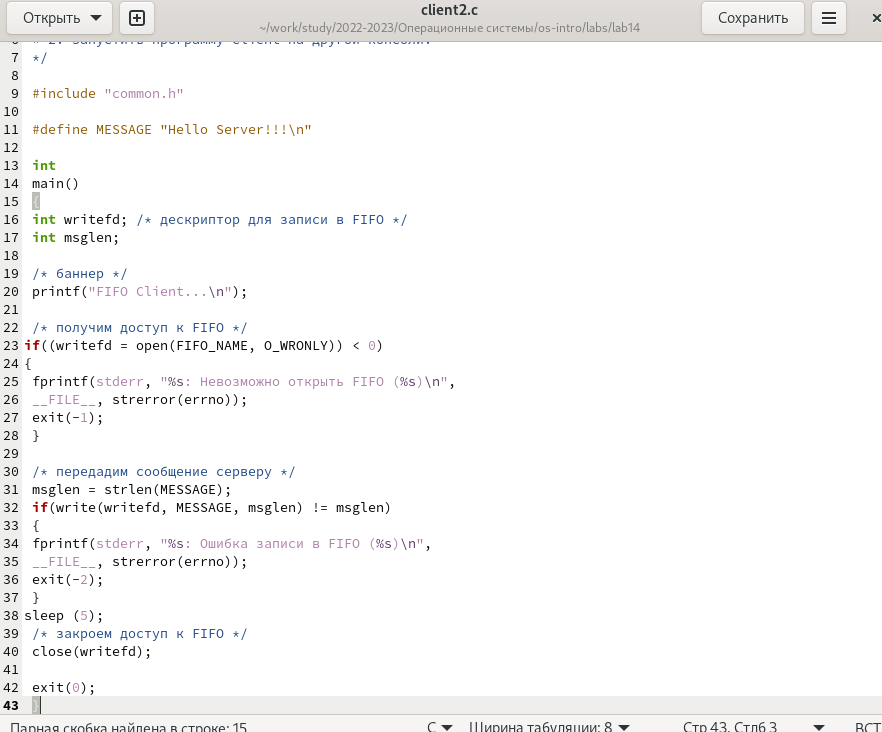 Открыть
client2.c
~/work/study/2022-2023/Операционные системы/os-intro/labs/lab14
Сохранить
7 */
8
9 #include "common.h"
10
11 #define MESSAGE "Hello Server!!!\n"
12
13 int
14 main()
15 {
16 int writefd; /* дескриптор для записи в FIFO */
17 int msglen;
18
19 /* баннер */
20 printf("FIFO Client...\n");
21
22 /* получим доступ к FIFO */
23 if((writefd = open(FIFO_NAME, O_WRONLY)) < 0)
24 {
25 fprintf(stderr, "%s: Невозможно открыть FIFO (%s)\n",
26 __FILE__, strerror(errno));
27 exit(-1);
28 }
29
30 /* передадим сообщение серверу */
31 msglen = strlen(MESSAGE);
32 if(write(writefd, MESSAGE, msglen) != msglen)
33 {
34 fprintf(stderr, "%s: Ошибка записи в FIFO (%s)\n",
35 __FILE__, strerror(errno));
36 exit(-2);
37 }
38 sleep (5);
39 /* закроем доступ к FIFO */
40 close(writefd);
41
42 exit(0);
43 }
Парная скобка найдена в строке: 15 C Ширина табуляции: 8 Стр 43, Стлб 3 ВСТ